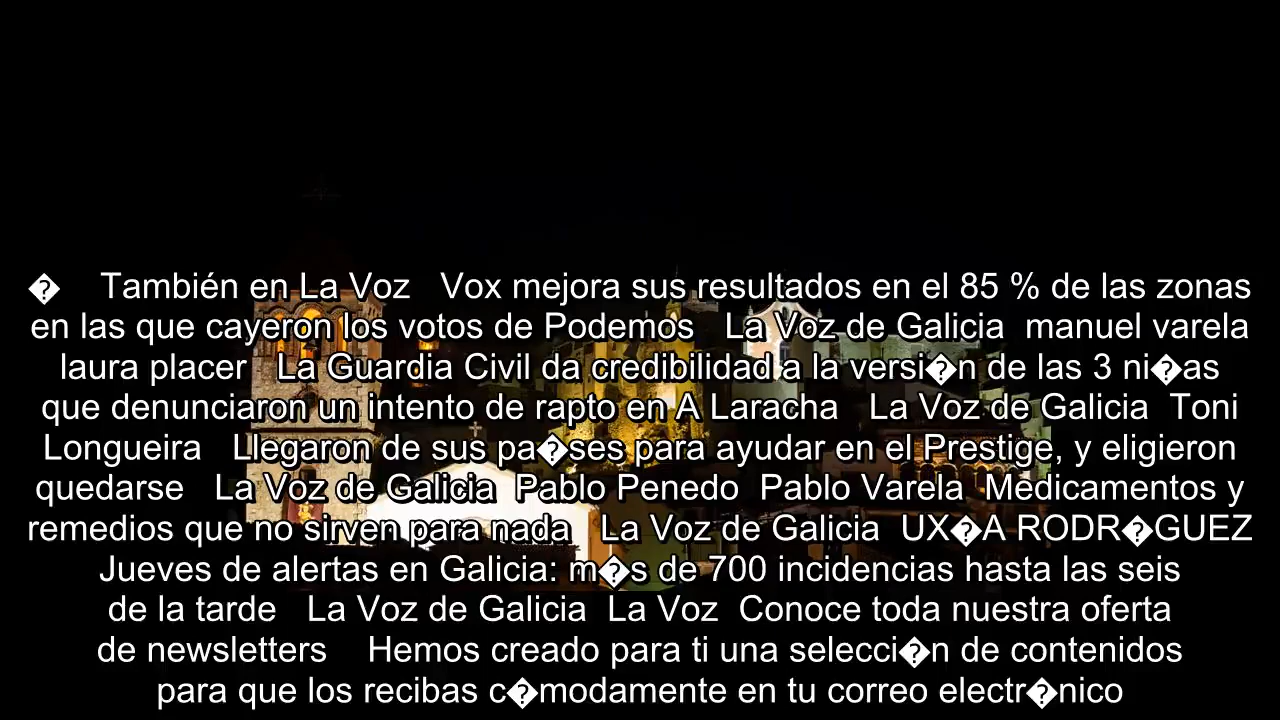 � También en La Voz Vox mejora sus resultados en el 85 % de las zonas
en las que cayeron los votos de Podemos La Voz de Galicia manuel varela
laura placer La Guardia Civil da credibilidad a la versi�n de las 3 ni�as
que denunciaron un intento de rapto en A Laracha La Voz de Galicia Toni
Longueira Llegaron de sus pa�ses para ayudar en el Prestige, y eligieron
quedarse La Voz de Galicia Pablo Penedo Pablo Varela Medicamentos y
remedios que no sirven para nada La Voz de Galicia UX�A RODR�GUEZ
Jueves de alertas en Galicia: m�s de 700 incidencias hasta las seis
de la tarde La Voz de Galicia La Voz Conoce toda nuestra oferta
de newsletters Hemos creado para ti una selecci�n de contenidos
para que los recibas c�modamente en tu correo electr�nico